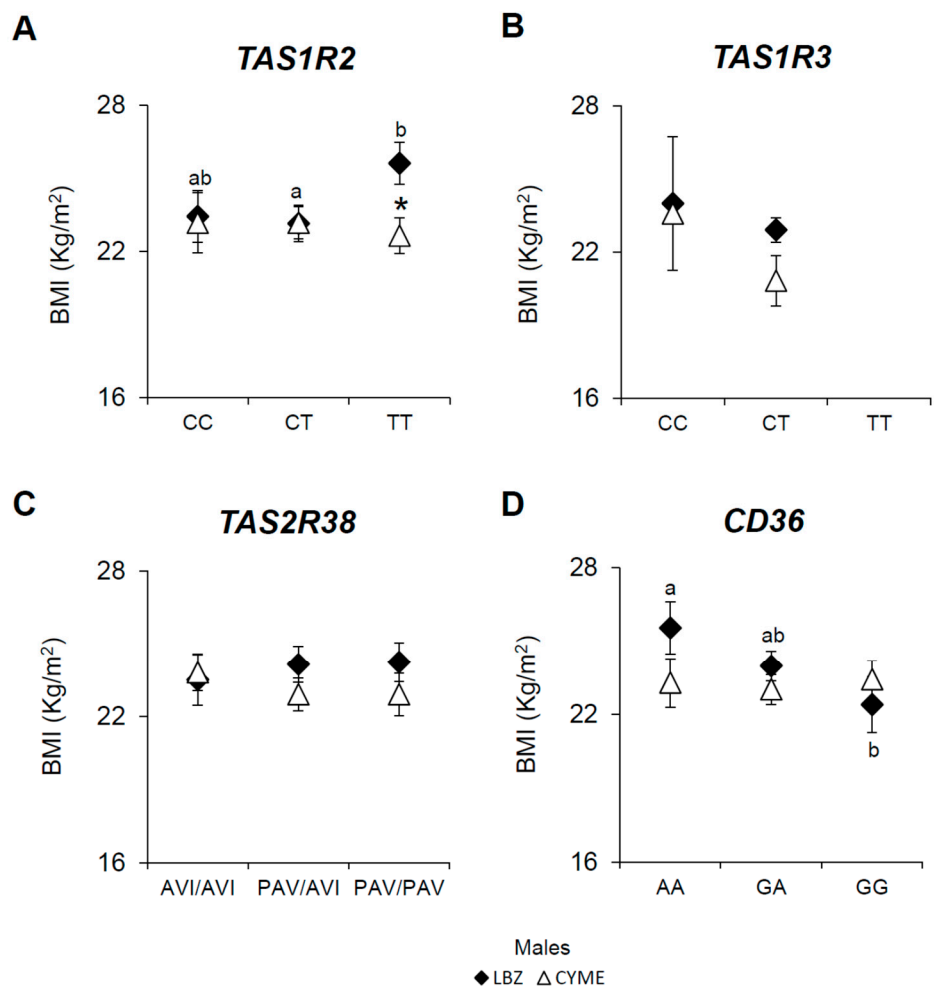 A
TAS1R2
28
22
16
BMI (Kg/m²)
ab
a
b
*
CC CT TT
B
TAS1R3
28
22
16
BMI (Kg/m²)
CC CT TT
C
TAS2R38
28
22
16
BMI (Kg/m²)
AVI/AVI PAV/AVI PAV/PAV
D
CD36
28
22
16
BMI (Kg/m²)
a
ab
b
AA GA GG
Males
◆ LBZ △ CYME